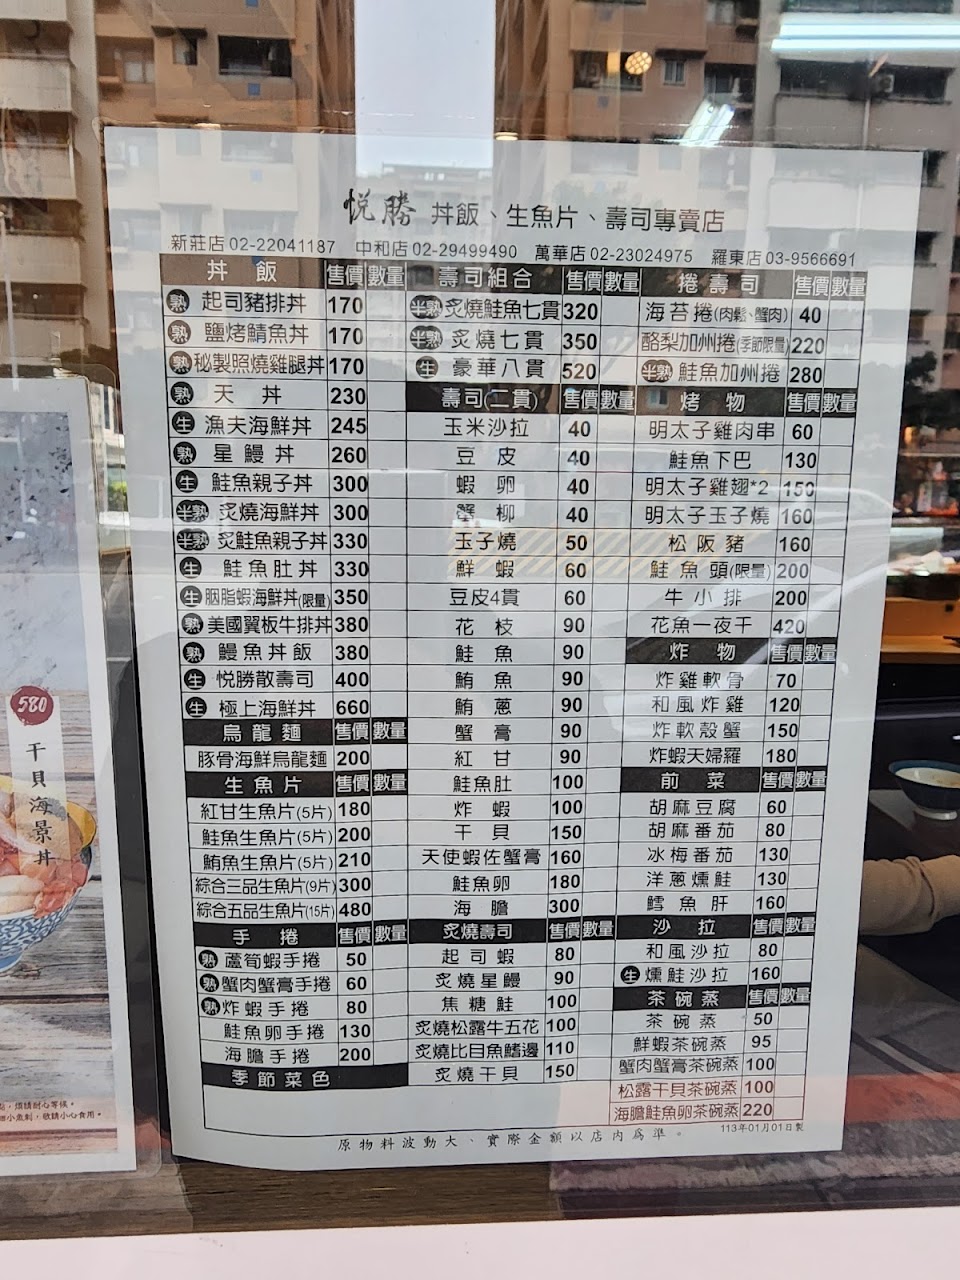 悅勝 丼飯、生魚片、壽司專賣店
新莊店 02-22041187 中和店 02-29499490 萬華店 02-23024975 羅東店 03-9566691
丼飯 售價 數量
熟 起司豬排丼 170
熟 鹽烤鯖魚丼 170
熟 秘製照燒雞腿丼 170
熟 天丼 230
生 漁夫海鮮丼 245
熟 星鰻丼 260
生 鮭魚親子丼 300
半熟 炙燒海鮮丼 300
半熟 炙鮭魚親子丼 330
生 鮭魚肚丼 330
生 胭脂蝦海鮮丼(限量) 350
熟 美國翼板牛排丼 380
熟 鰻魚丼飯 380
生 悅勝散壽司 400
生 極上海鮮丼 660
烏龍麵 售價 數量
豚骨海鮮烏龍麵 200
生魚片 售價 數量
紅甘生魚片(5片) 180
鮭魚生魚片(5片) 200
鮪魚生魚片(5片) 210
綜合三品生魚片(9片) 300
綜合五品生魚片(15片) 480
手捲 售價 數量
熟 蘆筍蝦手捲 50
熟 蟹肉蟹膏手捲 60
熟 炸蝦手捲 80
鮭魚卵手捲 130
海膽手捲 200
季節菜色
壽司組合 售價 數量
半熟 炙燒鮭魚七貫 320
半熟 炙燒七貫 350
生 豪華八貫 520
壽司(二貫) 售價 數量
玉米沙拉 40
豆皮 40
蝦卵 40
蟹柳 40
玉子燒 50
鮮蝦 60
豆皮4貫 60
花枝 90
鮭魚 90
鮪魚 90
鮪蔥 90
蟹膏 90
紅甘 90
鮭魚肚 100
炸蝦 100
干貝 150
天使蝦佐蟹膏 160
鮭魚卵 180
海膽 300
炙燒壽司 售價 數量
起司蝦 80
炙燒星鰻 90
焦糖鮭 100
炙燒松露牛五花 100
炙燒比目魚鰭邊 110
炙燒干貝 150
捲壽司 售價 數量
海苔捲(肉鬆、蟹肉) 40
酪梨加州捲(季節限量) 220
半熟 鮭魚加州捲 280
烤物 售價 數量
明太子雞肉串 60
鮭魚下巴 130
明太子雞翅*2 150
明太子玉子燒 160
松阪豬 160
鮭魚頭(限量) 200
牛小排 200
花魚一夜干 420
炸物 售價 數量
炸雞軟骨 70
和風炸雞 120
炸軟殼蟹 150
炸蝦天婦羅 180
前菜 售價 數量
胡麻豆腐 60
胡麻番茄 80
冰梅番茄 130
洋蔥燻鮭 130
鱈魚肝 160
沙拉 售價 數量
和風沙拉 80
生 燻鮭沙拉 160
茶碗蒸 售價 數量
茶碗蒸 50
鮮蝦茶碗蒸 95
蟹肉蟹膏茶碗蒸 100
松露干貝茶碗蒸 100
海膽鮭魚卵茶碗蒸 220
113年01月01日製
原物料波動大、實際金額以店內為準。
580
干貝海景丼
煩請耐心等候。
細小魚刺，敬請小心食用。